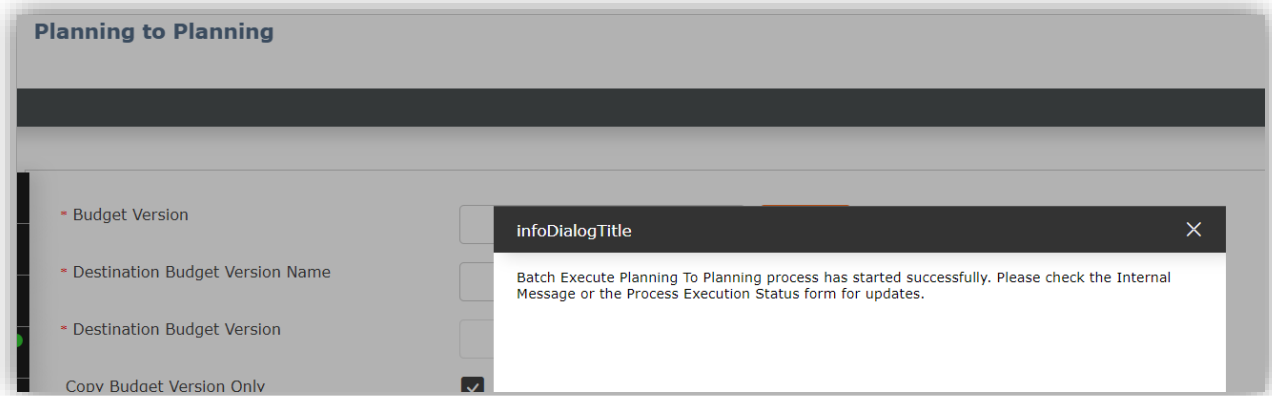 Planning to Planning
* Budget Version
infoDialogTitle
* Destination Budget Version Name
Batch Execute Planning To Planning process has started successfully. Please check the Internal
Message or the Process Execution Status form for updates.
* Destination Budget Version
Copy Budget Version Only